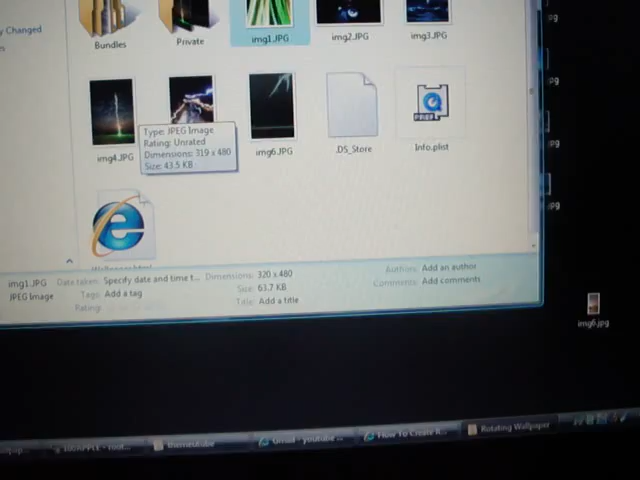 Changed
Bundles
Private
img1.JPG
img2.JPG
img3.JPG
img4.JPG
Type: JPEG Image
Rating: Unrated
Dimensions: 319 x 480
Size: 43.5 KB
img6.JPG
.DS_Store
PREF
Info.plist
img1.JPG
JPEG Image
Date taken: Specify date and time t...
Tags: Add a tag
Rating:
Dimensions: 320 x 480
Size: 63.7 KB
Title: Add a title
Authors: Add an author
Comments: Add comments
img6.jpg
Gmail - youtube
How To Create R...
Rotating Wallpaper